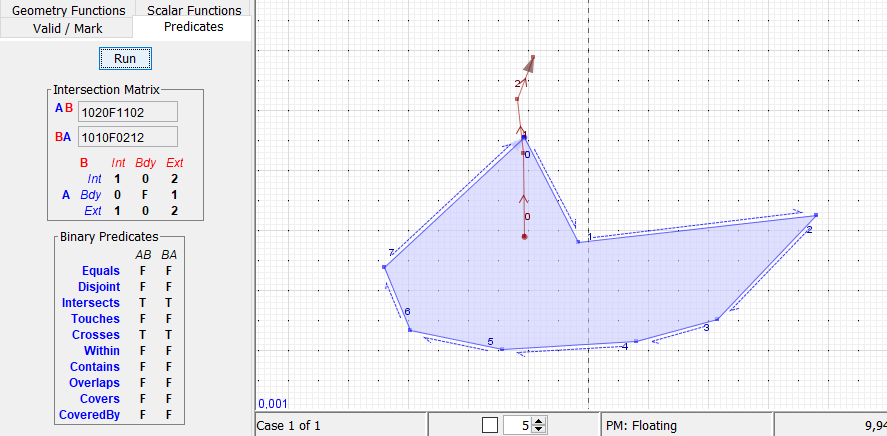 Geometry Functions Scalar Functions
Valid / Mark Predicates
Run
Intersection Matrix
A B 1020F1102
BA 1010F0212
B Int Bdy Ext
Int 1 0 2
A Bdy 0 F 1
Ext 1 0 2
Binary Predicates
AB BA
Equals F F
Disjoint F F
Intersects T T
Touches F F
Crosses T T
Within F F
Contains F F
Overlaps F F
Covers F F
CoveredBy F F
2
1
0
0
1
2
7
6
3
5
4
0,001
Case 1 of 1
5
PM: Floating
9,94